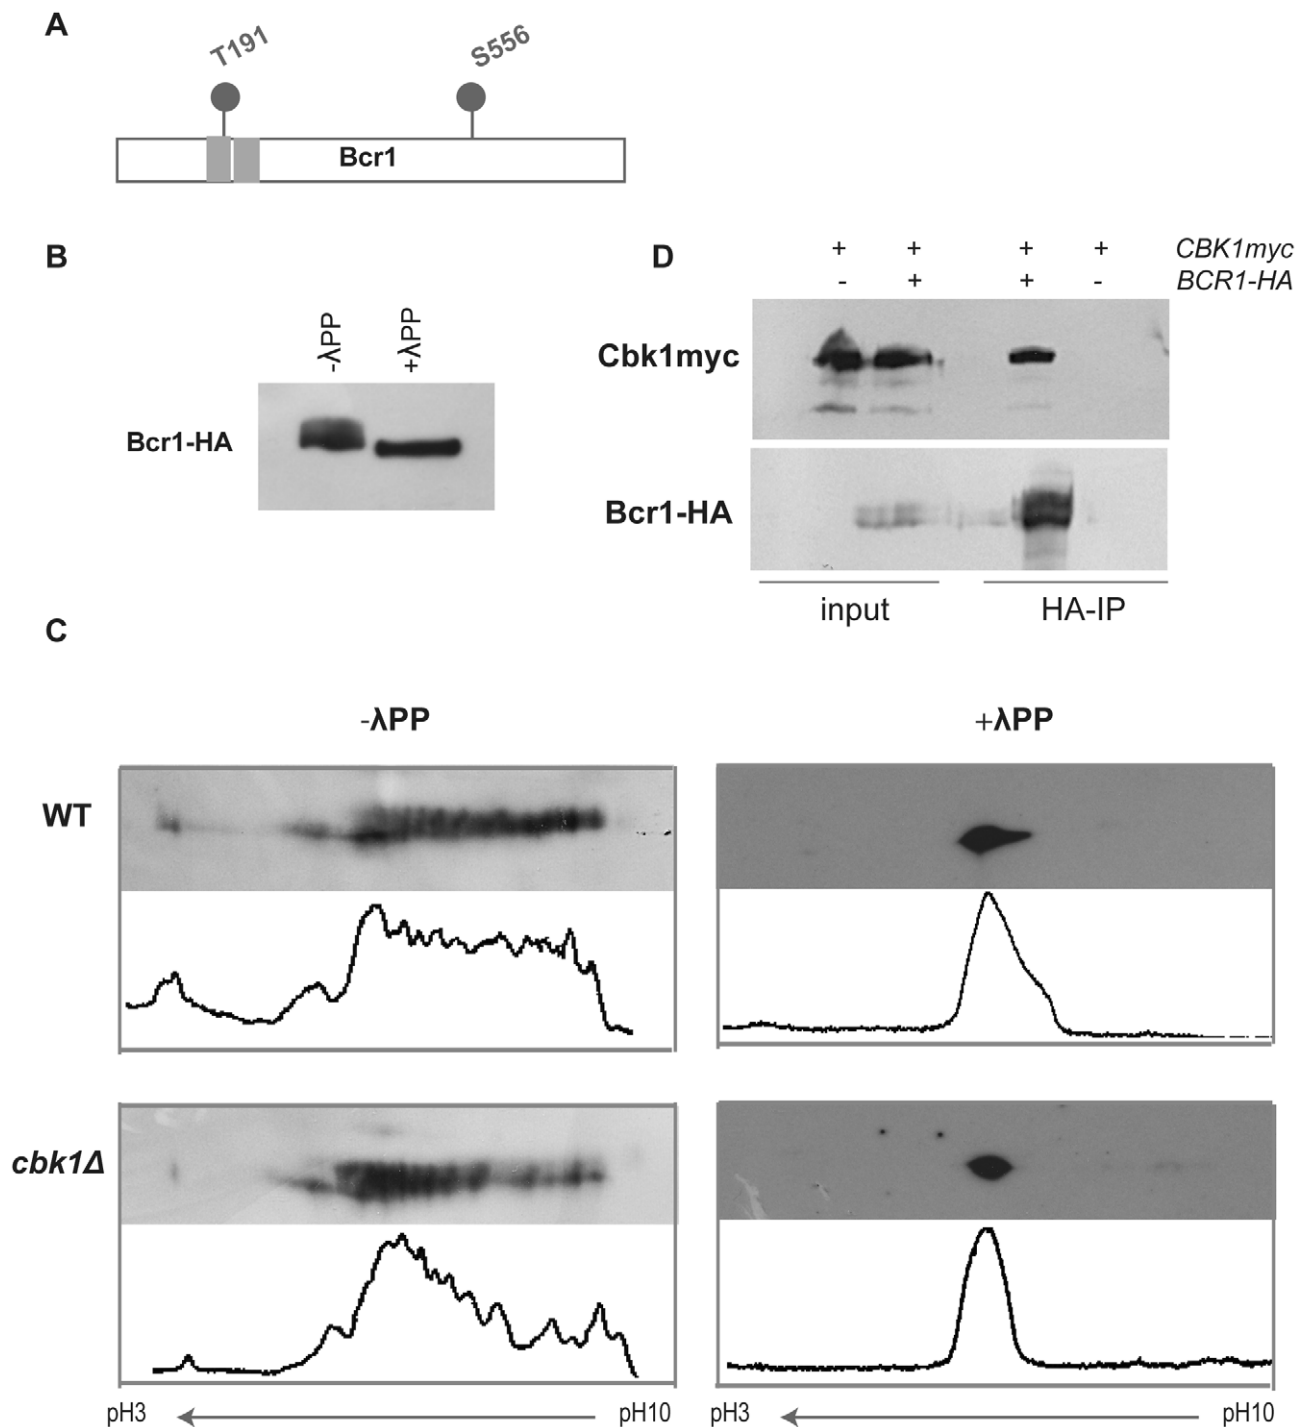 A
T191
S556
Bcr1
B
-λPP
+λPP
Bcr1-HA
D
+ + + + CBK1myc
- + + - BCR1-HA
Cbk1myc
Bcr1-HA
input
HA-IP
C
-λPP
+λPP
WT
cbk1Δ
pH3
pH10
pH3
pH10